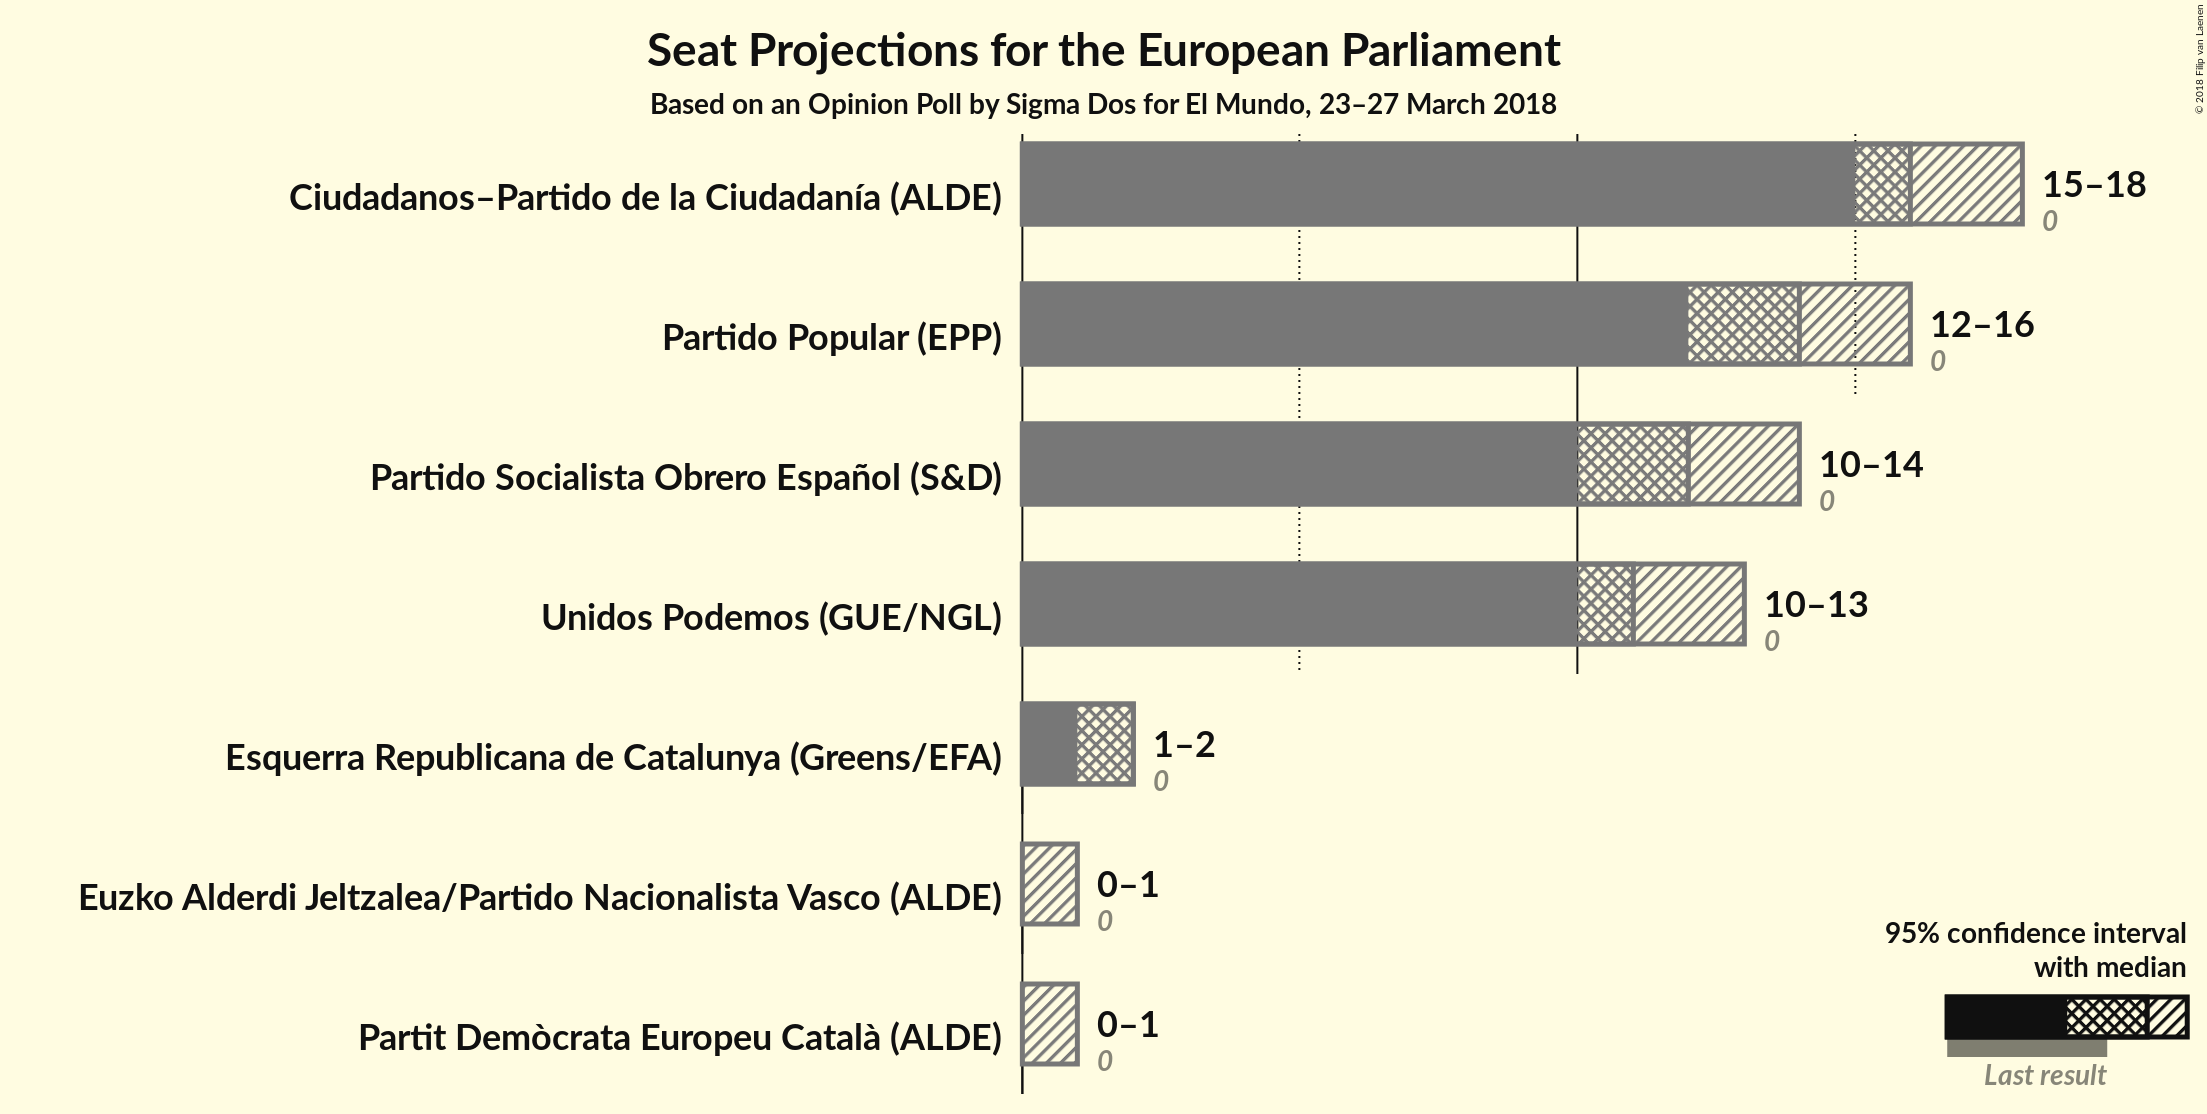 Seat Projections for the European Parliament
Based on an Opinion Poll by Sigma Dos for El Mundo, 23–27 March 2018
© 2018 Filip van Laenen
Ciudadanos–Partido de la Ciudadanía (ALDE)
15–18
0
Partido Popular (EPP)
12–16
0
Partido Socialista Obrero Español (S&D)
10–14
0
Unidos Podemos (GUE/NGL)
10–13
0
Esquerra Republicana de Catalunya (Greens/EFA)
1–2
0
Euzko Alderdi Jeltzalea/Partido Nacionalista Vasco (ALDE)
0–1
0
Partit Demòcrata Europeu Català (ALDE)
0–1
0
95% confidence interval
with median
Last result